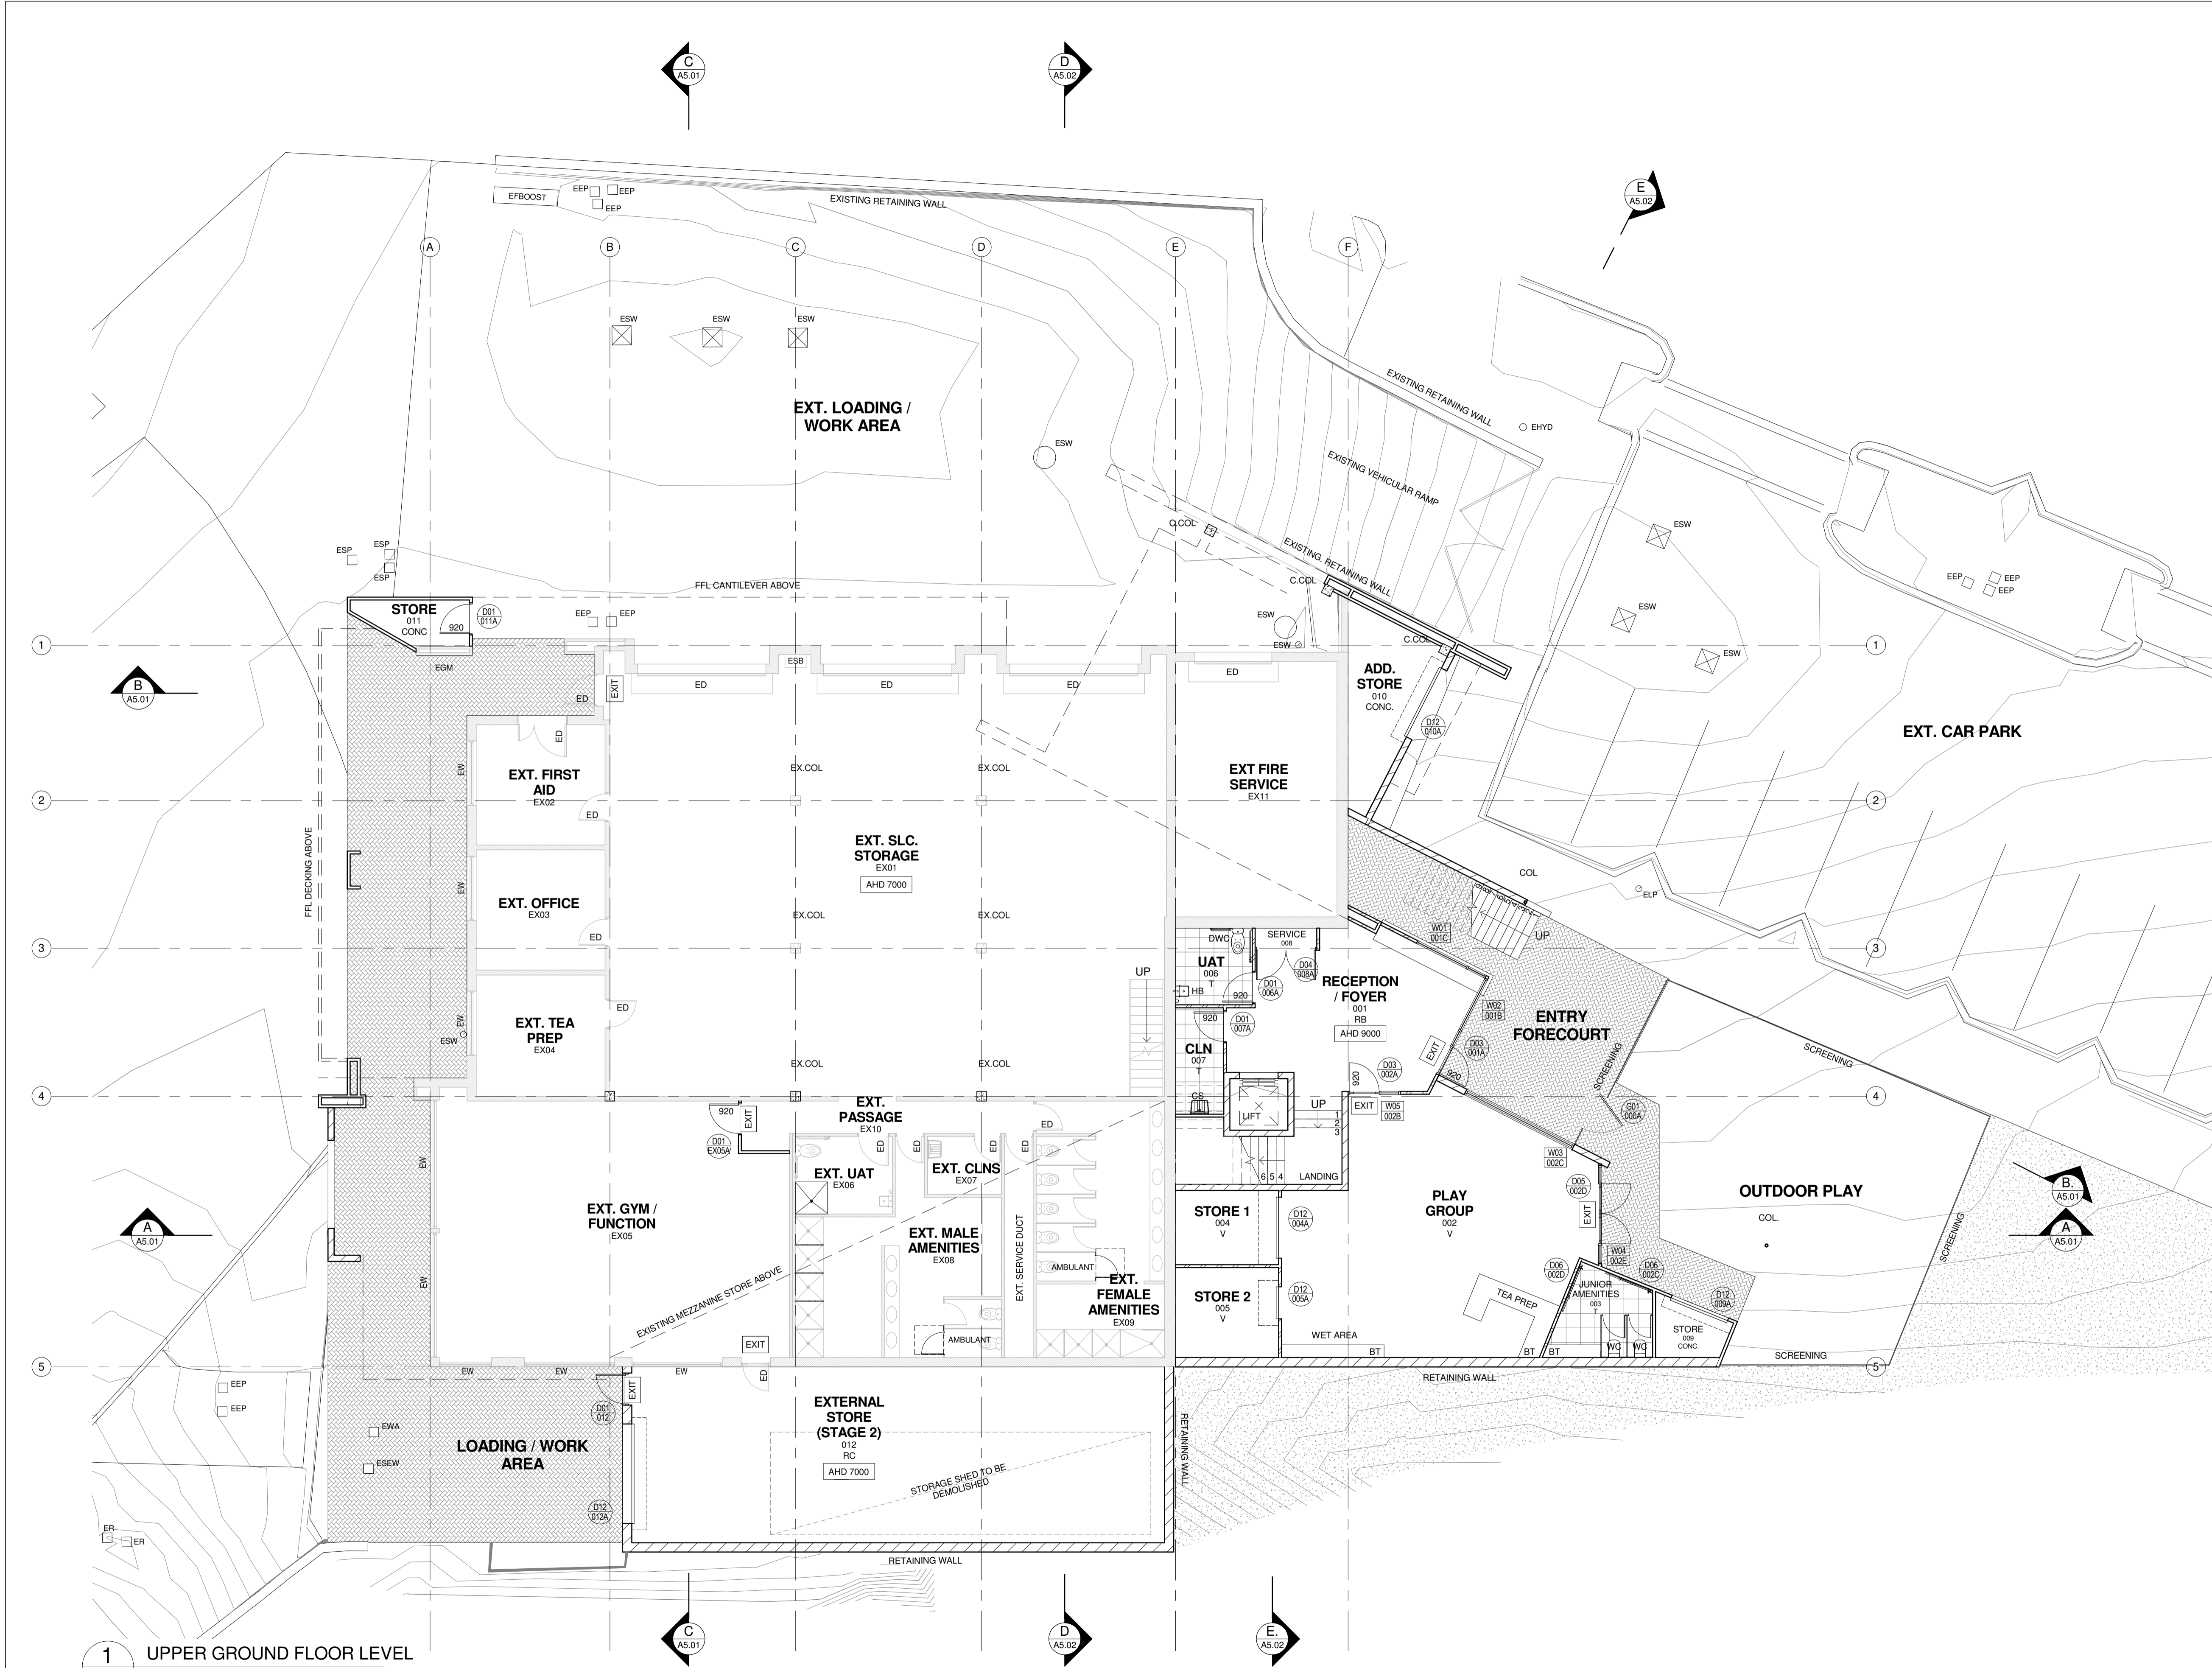 C
A5.01
D
A5.02
E
A5.02
EFBOOST
EEP
EEP
EEP
EXISTING RETAINING WALL
A
B
C
D
E
F
ESW
ESW
ESW
EXT. LOADING /
WORK AREA
ESW
EXISTING RETAINING WALL
EHYD
EXISTING VEHICULAR RAMP
C.COL
EXISTING. RETAINING WALL
C.COL
C.COL
ESW
ESW
ESW
EEP
EEP
EEP
ESP
ESP
ESP
FFL CANTILEVER ABOVE
STORE
011
CONC
920
D01
011A
EEP
EEP
ESW
ESW
1
1
EGM
ESB
B
A5.01
ED
ED
ED
ED
ED
EXIT
ADD.
STORE
010
CONC.
D12
010A
EXT. CAR PARK
ED
EW
EXT. FIRST
AID
EX02
ED
EX.COL
EX.COL
EXT FIRE
SERVICE
EX11
2
2
FFL DECKING ABOVE
EXT. SLC.
STORAGE
EX01
AHD 7000
EW
EXT. OFFICE
EX03
ED
EX.COL
EX.COL
COL
ELP
UP
W01
001C
3
3
DWC
SERVICE
008
UAT
006
T
HB
920
D01
006A
D04
008A
RECEPTION
/ FOYER
001
RB
AHD 9000
W02
001B
ENTRY
FORECOURT
EXT. TEA
PREP
EX04
ED
EW
ESW
UP
920
D01
007A
CLN
007
T
EXIT
D03
001A
920
SCREENING
SCREENING
EX.COL
EX.COL
920
D03
002A
4
4
CS
LIFT
UP
1
2
3
EXIT
W05
002B
G01
000A
920
EXIT
D01
EX05A
EXT.
PASSAGE
EX10
ED
ED
ED
ED
ED
EXT. UAT
EX06
EXT. CLNS
EX07
6 5 4
LANDING
W03
002C
D05
002D
EW
EXT. GYM /
FUNCTION
EX05
EXT. MALE
AMENITIES
EX08
EXT. SERVICE DUCT
AMBULANT
EXT.
FEMALE
AMENITIES
EX09
STORE 1
004
V
D12
004A
PLAY
GROUP
002
V
EXIT
OUTDOOR PLAY
COL.
B.
A5.01
A
A5.01
A
A5.01
SCREENING
W04
002E
D06
002D
D06
002C
EW
EXISTING MEZZANINE STORE ABOVE
EXIT
AMBULANT
STORE 2
005
V
D12
005A
TEA PREP
JUNIOR
AMENITIES
003
T
D12
009A
WET AREA
BT
BT
BT
WC
WC
STORE
009
CONC.
SCREENING
5
5
EW
EW
EW
ED
EXIT
RETAINING WALL
EEP
EEP
D01
012
EWA
ESEW
LOADING / WORK
AREA
EXTERNAL
STORE
(STAGE 2)
012
RC
AHD 7000
STORAGE SHED TO BE
DEMOLISHED
RETAINING WALL
D12
012A
ER
ER
RETAINING WALL
C
A5.01
D
A5.02
E.
A5.02
1
UPPER GROUND FLOOR LEVEL